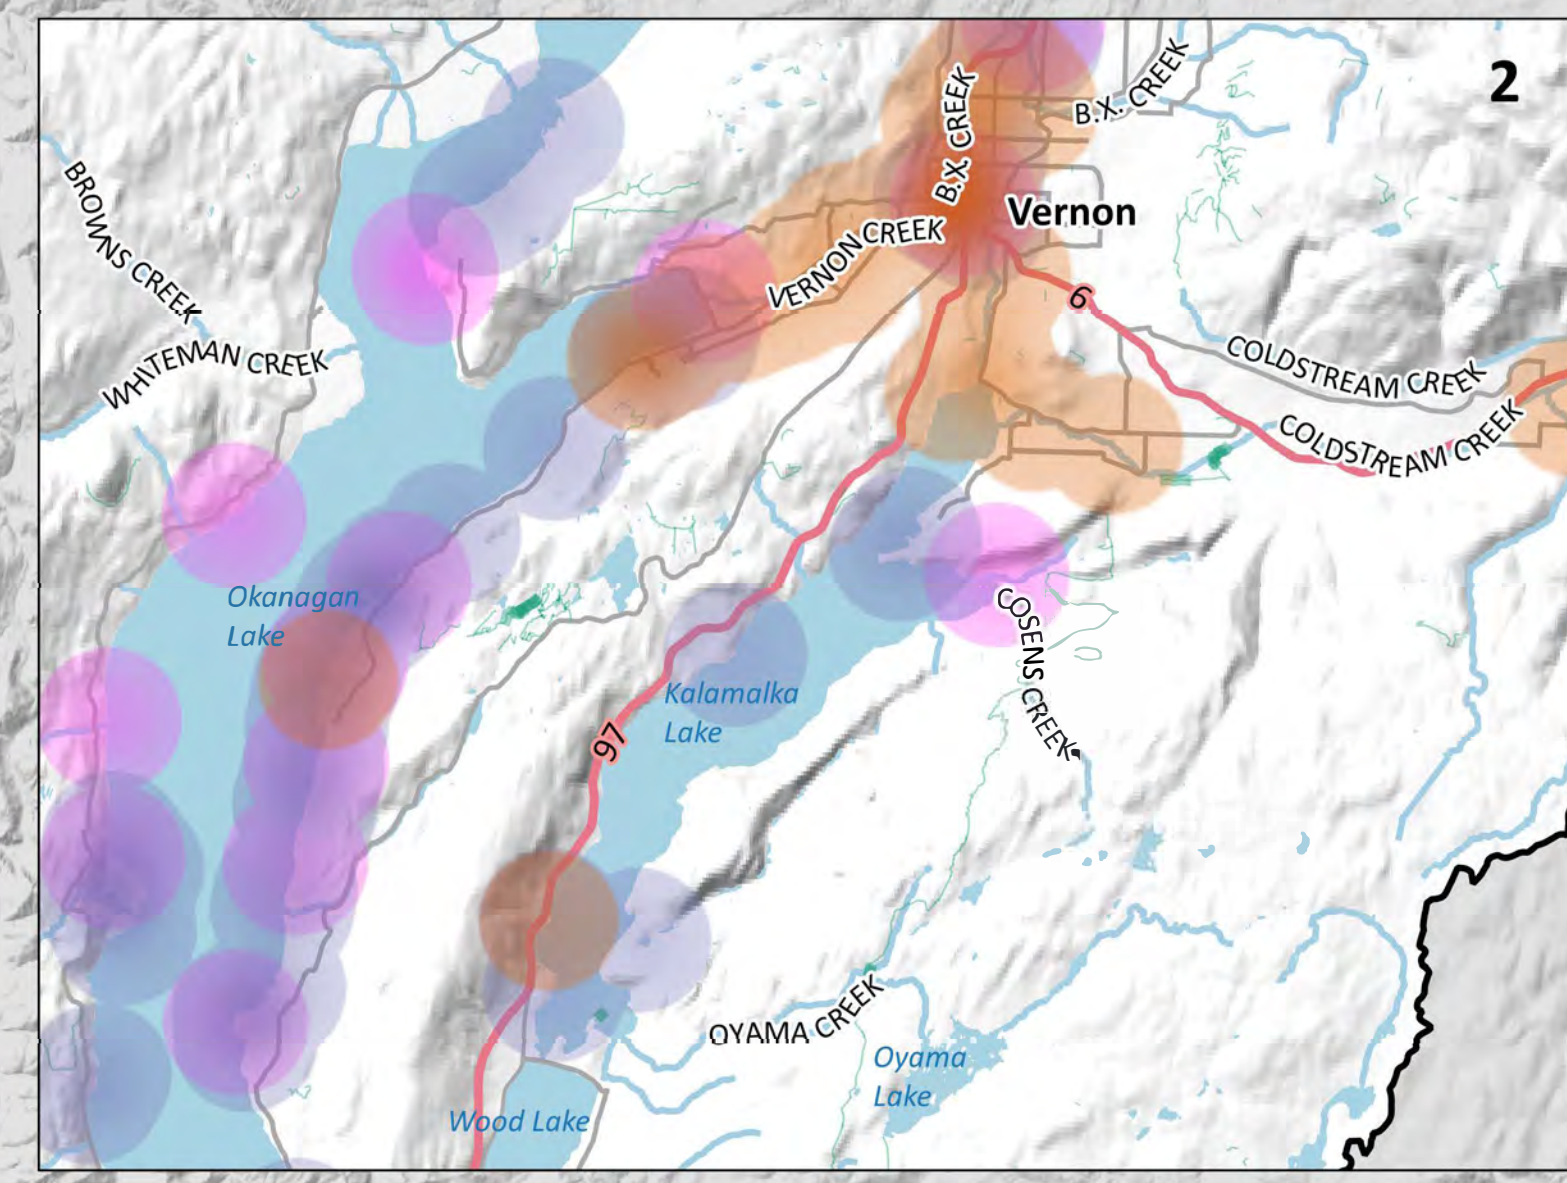 2
B.X. CREEK
B.X. CREEK
BROWNS CREEK
Vernon
VERNON CREEK
6
WHITEMAN CREEK
COLDSTREAM CREEK
COLDSTREAM CREEK
Okanagan
Lake
COSENS CREEK
Kalamalka
Lake
97
OYAMA CREEK
Oyama
Lake
Wood Lake